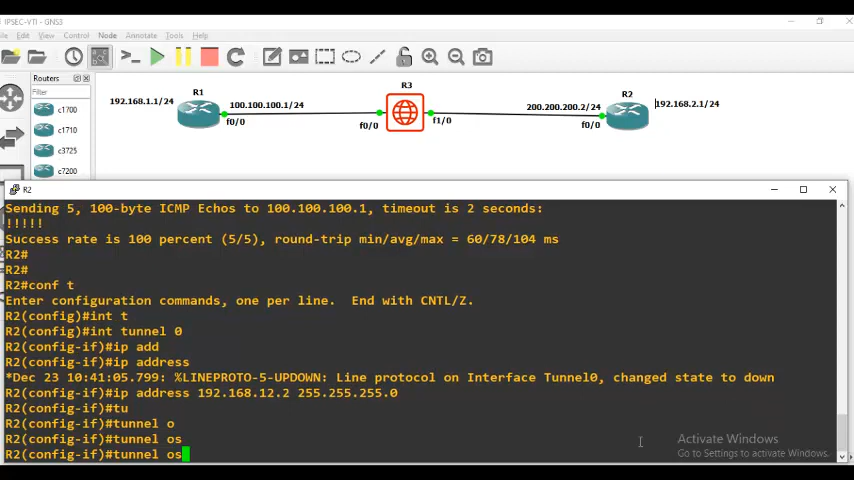 IPSEC-VTI - GNS3
File Edit View Control Node Annotate Tools Help
Routers
Filter
c1700
c1710
c3725
c7200
R1
R3
R2
192.168.1.1/24
100.100.100.1/24
200.200.200.2/24
192.168.2.1/24
f0/0
f0/0
f1/0
f0/0
R2
Sending 5, 100-byte ICMP Echos to 100.100.100.1, timeout is 2 seconds:
!!!!!
Success rate is 100 percent (5/5), round-trip min/avg/max = 60/78/104 ms
R2#
R2#
R2#conf t
Enter configuration commands, one per line.  End with CNTL/Z.
R2(config)#int t
R2(config)#int tunnel 0
R2(config-if)#ip add
R2(config-if)#ip address
*Dec 23 10:41:05.799: %LINEPROTO-5-UPDOWN: Line protocol on Interface Tunnel0, changed state to down
R2(config-if)#ip address 192.168.12.2 255.255.255.0
R2(config-if)#tu
R2(config-if)#tunnel o
R2(config-if)#tunnel os
R2(config-if)#tunnel os
Activate Windows
Go to Settings to activate Windows.